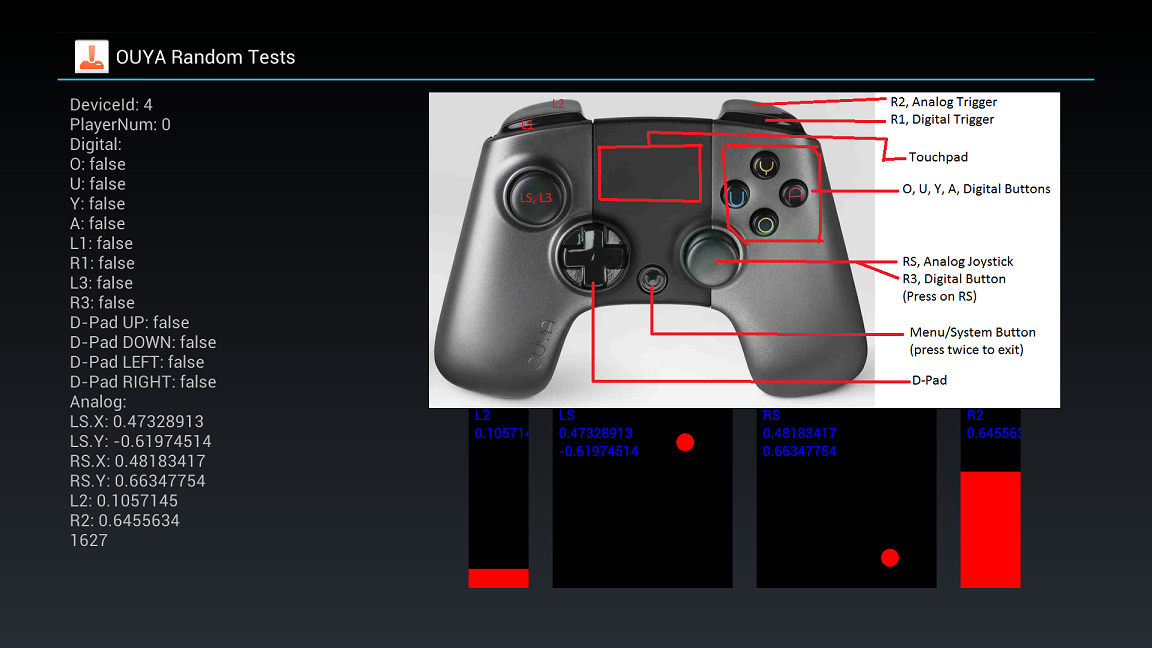 OUYA Random Tests
DeviceId: 4
PlayerNum: 0
Digital:
O: false
U: false
Y: false
A: false
L1: false
R1: false
L3: false
R3: false
D-Pad UP: false
D-Pad DOWN: false
D-Pad LEFT: false
D-Pad RIGHT: false
Analog:
LS.X: 0.47328913
LS.Y: -0.61974514
RS.X: 0.48183417
RS.Y: 0.66347754
L2: 0.1057145
R2: 0.6455634
1627
L2
L1
LS, L3
Y
U
A
O
OUYA
R2, Analog Trigger
R1, Digital Trigger
Touchpad
O, U, Y, A, Digital Buttons
RS, Analog Joystick
R3, Digital Button
(Press on RS)
Menu/System Button
(press twice to exit)
D-Pad
L2
0.105714
LS
0.47328913
-0.61974514
RS
0.48183417
0.66347754
R2
0.645563